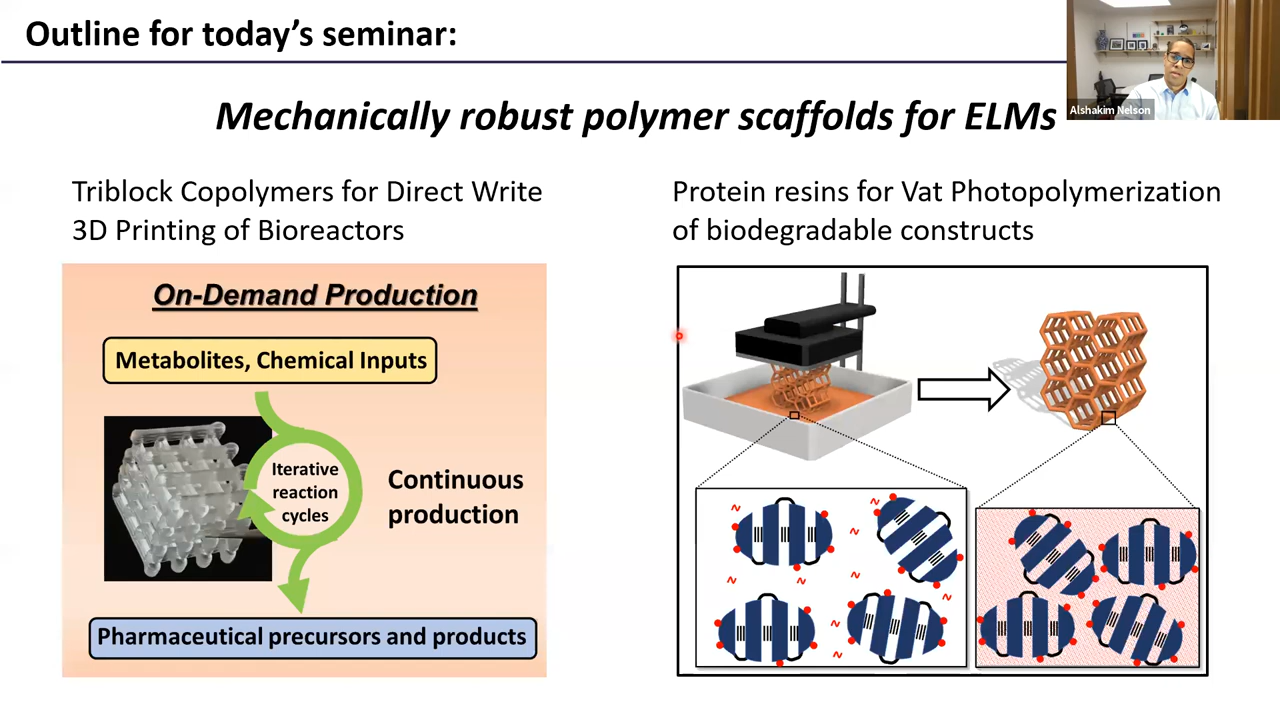 Outline for today's seminar:
Alshakim Nelson
Mechanically robust polymer scaffolds for ELMs
Triblock Copolymers for Direct Write
3D Printing of Bioreactors
On-Demand Production
Metabolites, Chemical Inputs
Iterative
reaction
cycles
Continuous
production
Pharmaceutical precursors and products
Protein resins for Vat Photopolymerization
of biodegradable constructs